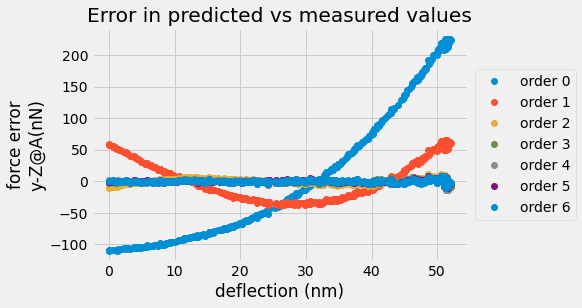 Error in predicted vs measured values
force error
y-Z@A(nN)
200
150
100
50
0
−50
−100
0 10 20 30 40 50
deflection (nm)
order 0
order 1
order 2
order 3
order 4
order 5
order 6